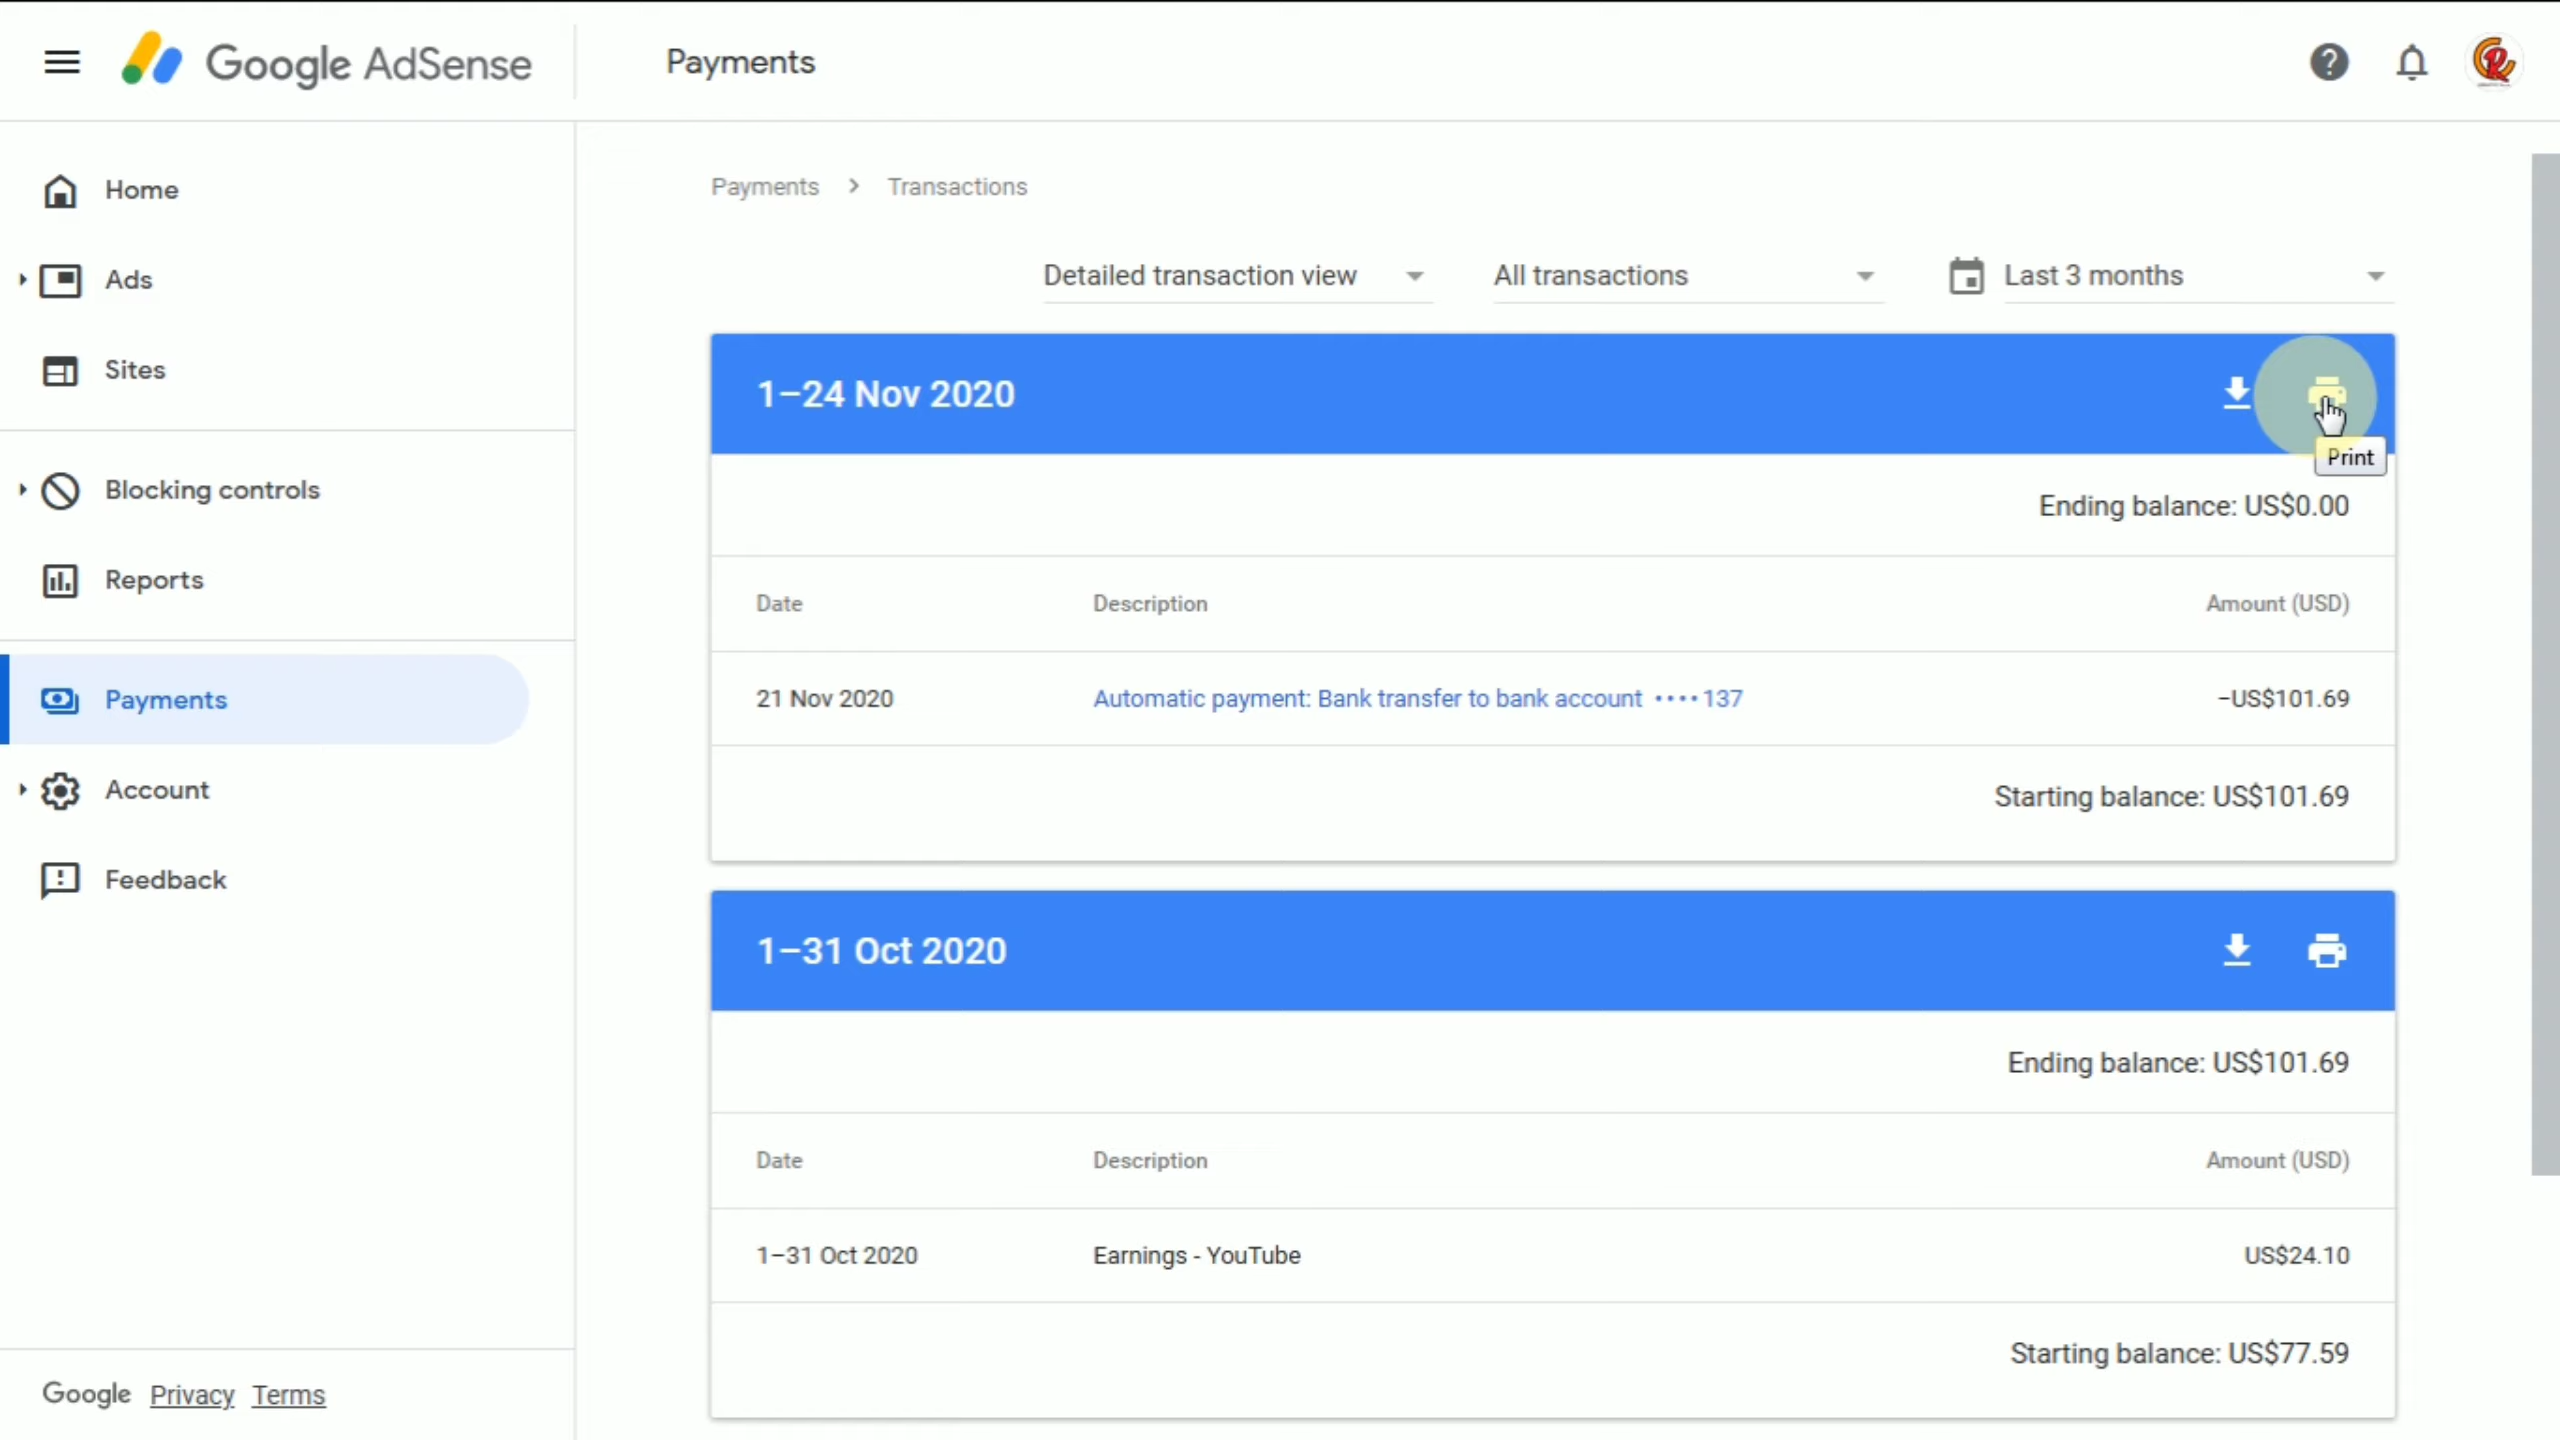 Google AdSense
Payments
Home
Ads
Sites
Blocking controls
Reports
Payments
Account
Feedback
Google Privacy Terms
Payments > Transactions
Detailed transaction view
All transactions
Last 3 months
1–24 Nov 2020
Print
Ending balance: US$0.00
Date Description Amount (USD)
21 Nov 2020 Automatic payment: Bank transfer to bank account ••••137 −US$101.69
Starting balance: US$101.69
1–31 Oct 2020
Ending balance: US$101.69
Date Description Amount (USD)
1–31 Oct 2020 Earnings - YouTube US$24.10
Starting balance: US$77.59